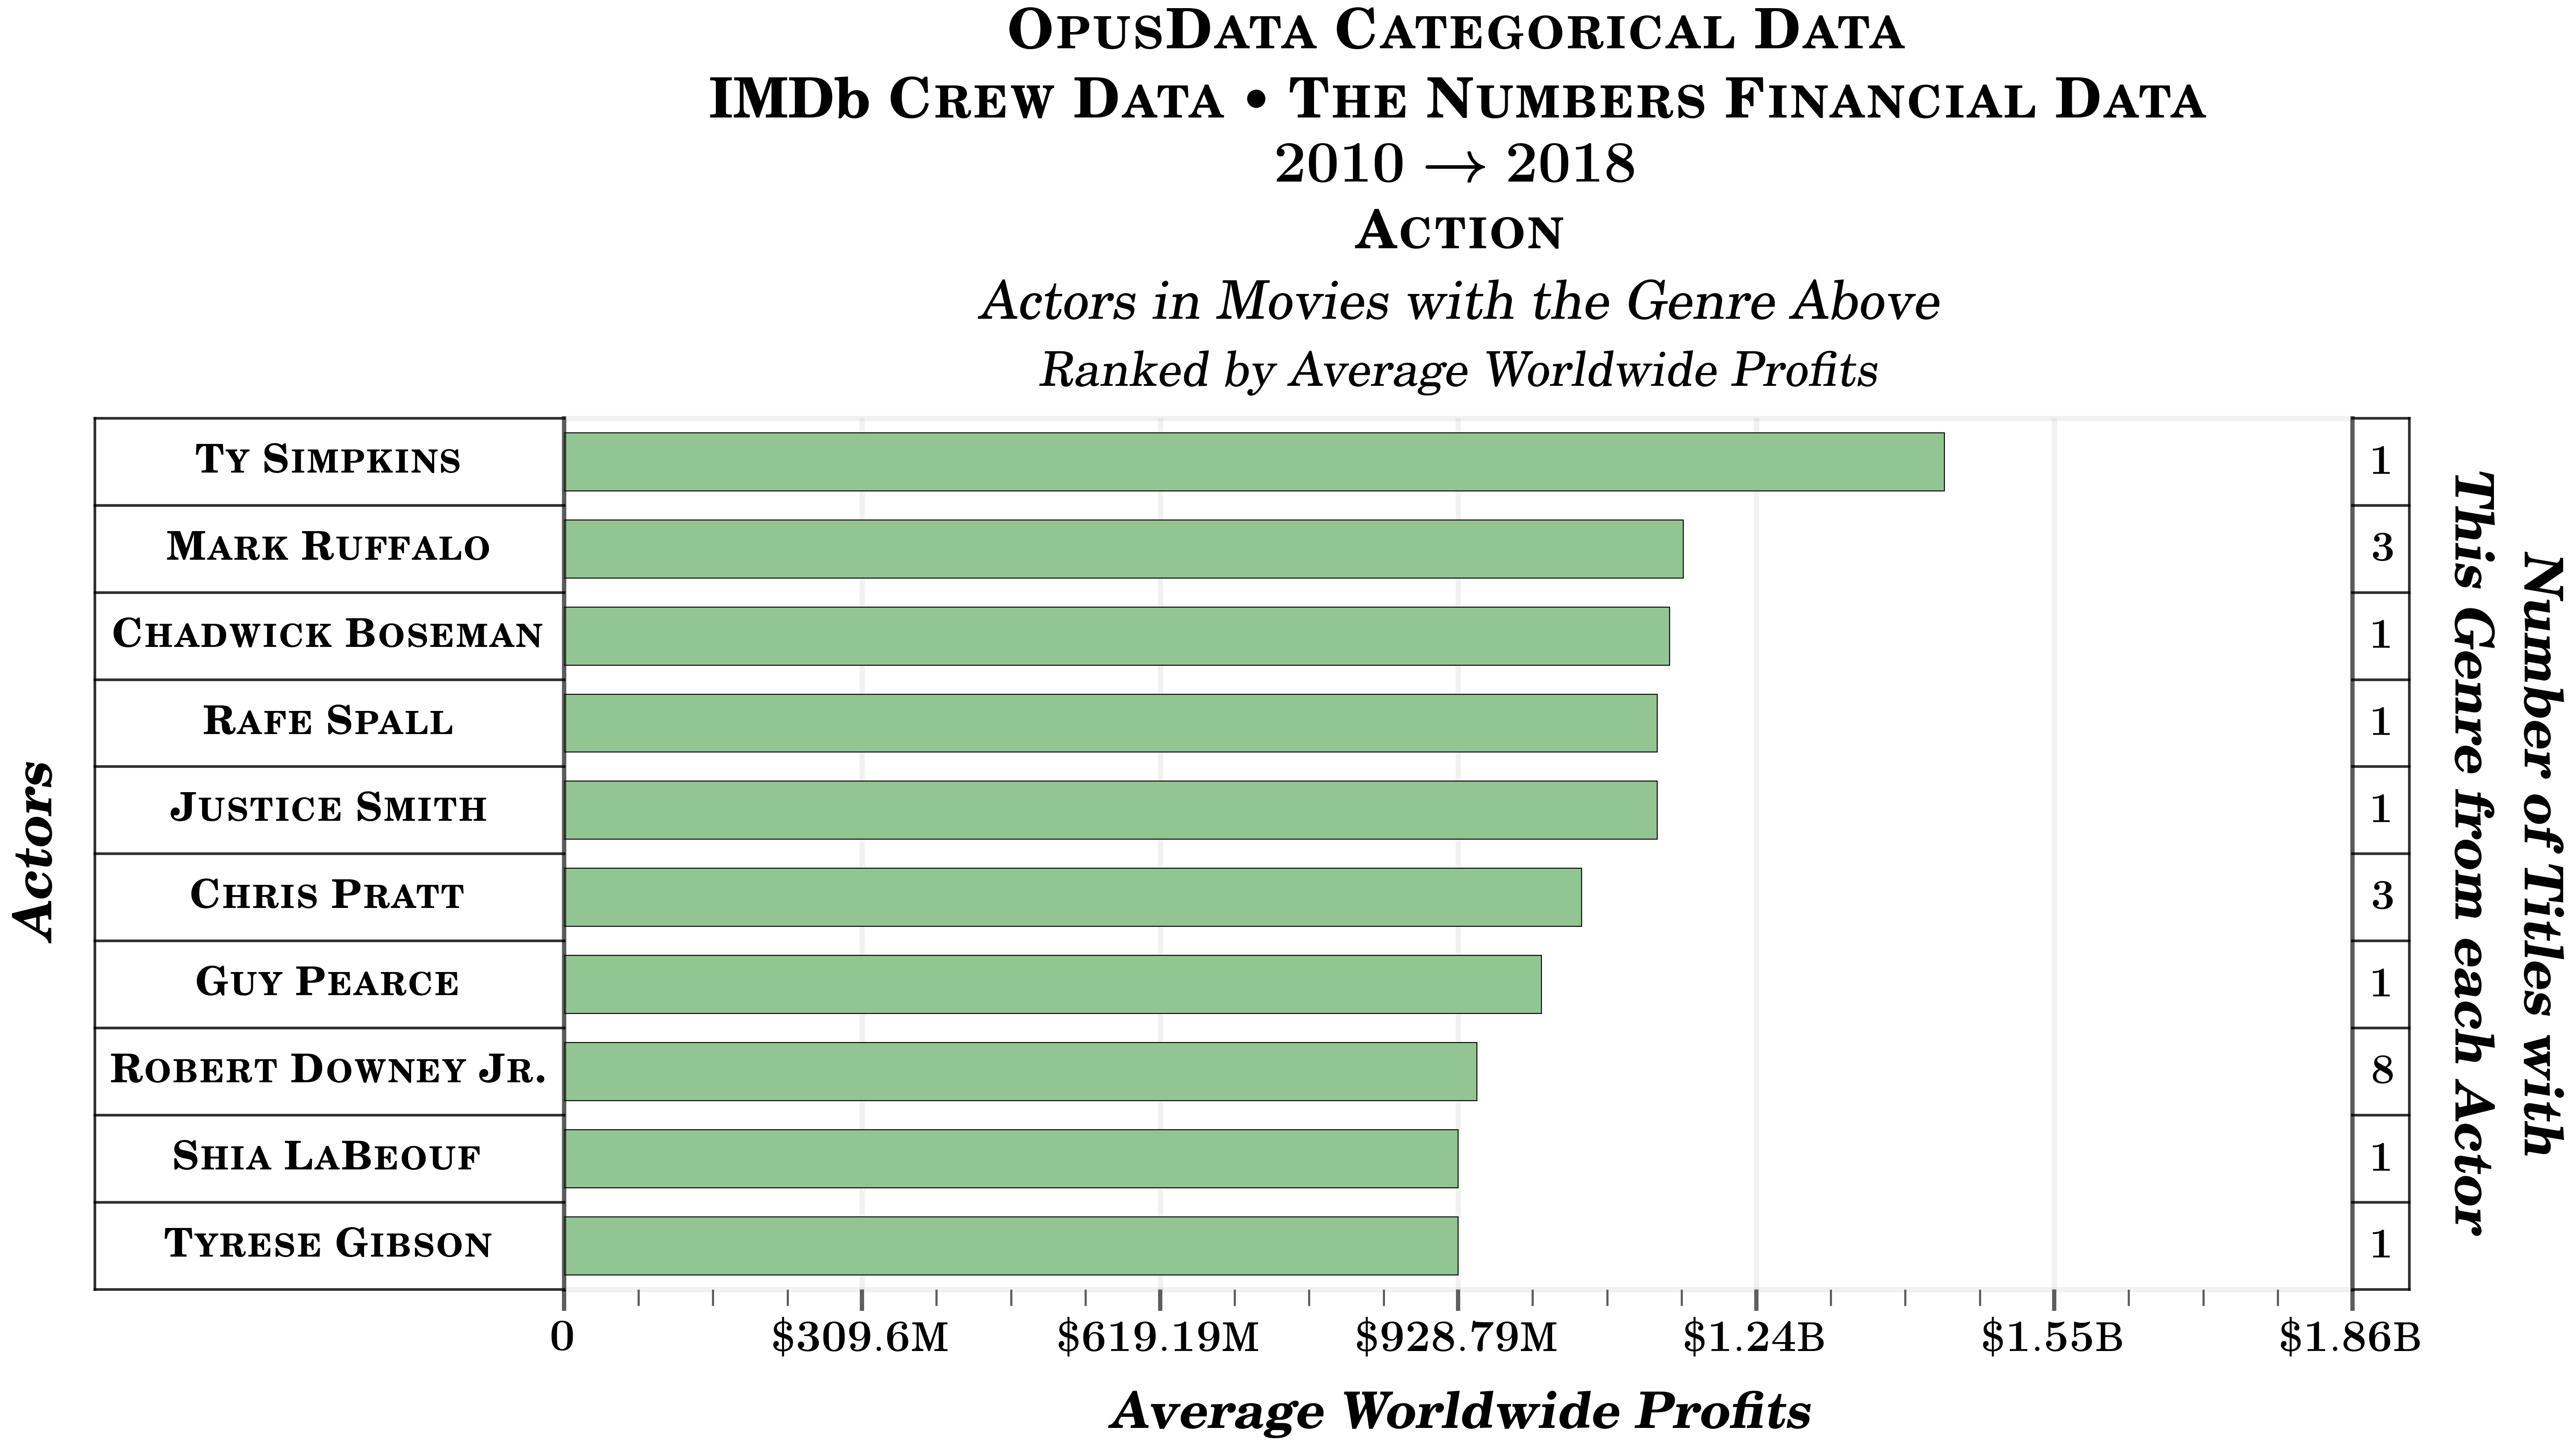 OpusData Categorical Data
IMDb Crew Data • The Numbers Financial Data
2010 → 2018
Action
Actors in Movies with the Genre Above
Ranked by Average Worldwide Profits
Actors
Ty Simpkins 1
Mark Ruffalo 3
Chadwick Boseman 1
Rafe Spall 1
Justice Smith 1
Chris Pratt 3
Guy Pearce 1
Robert Downey Jr. 8
Shia LaBeouf 1
Tyrese Gibson 1
Number of Titles with
This Genre from each Actor
0 $309.6M $619.19M $928.79M $1.24B $1.55B $1.86B
Average Worldwide Profits